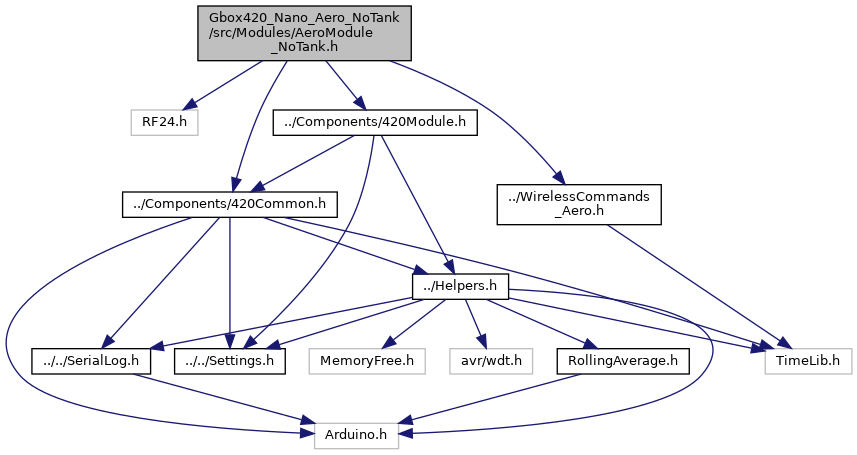 Gbox420_Nano_Aero_NoTank
/src/Modules/AeroModule
_NoTank.h
RF24.h
../Components/420Module.h
../Components/420Common.h
../WirelessCommands
_Aero.h
../Helpers.h
../../SerialLog.h
../../Settings.h
MemoryFree.h
avr/wdt.h
RollingAverage.h
TimeLib.h
Arduino.h